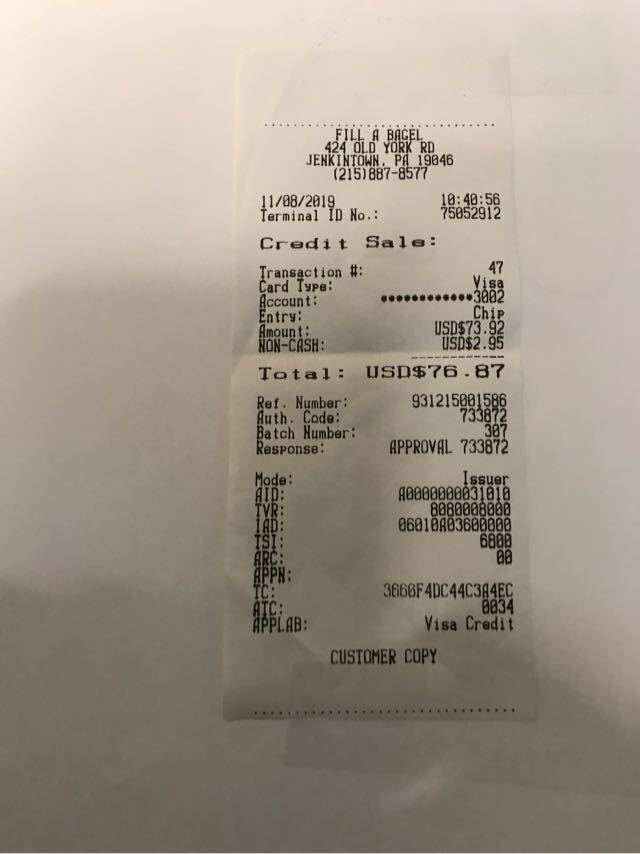 FILL A BAGEL
424 OLD YORK RD
JENKINTOWN, PA 19046
(215)887-8577
11/08/2019 10:40:56
Terminal ID No.: 75052912
Credit Sale:
Transaction #: 47
Card Type: Visa
Account: ************3002
Entry: Chip
Amount: USD$73.92
NON-CASH: USD$2.95
Total: USD$76.87
Ref. Number: 931215001586
Auth. Code: 733872
Batch Number: 307
Response: APPROVAL 733872
Mode: Issuer
AID: A0000000031010
TVR: 8080008000
IAD: 06010A03600000
TSI: 6800
ARC: 00
APPN:
TC: 3660F4DC44C3A4EC
ATC: 0034
APPLAB: Visa Credit
CUSTOMER COPY